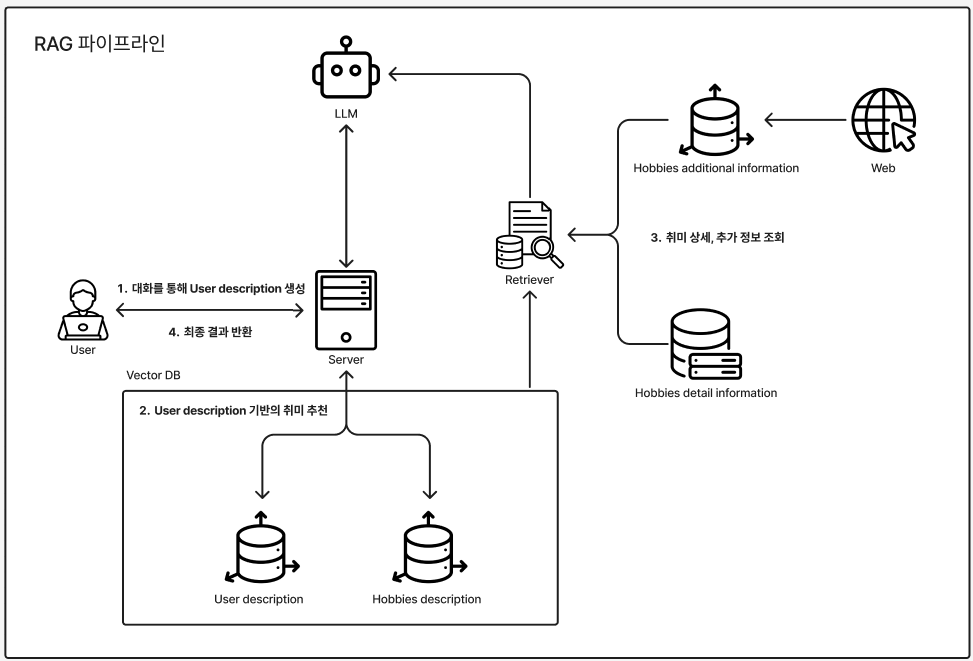 RAG 파이프라인
LLM
Hobbies additional information
Web
Retriever
3. 취미 상세, 추가 정보 조회
1. 대화를 통해 User description 생성
4. 최종 결과 반환
User
Server
Vector DB
Hobbies detail information
2. User description 기반의 취미 추천
User description
Hobbies description